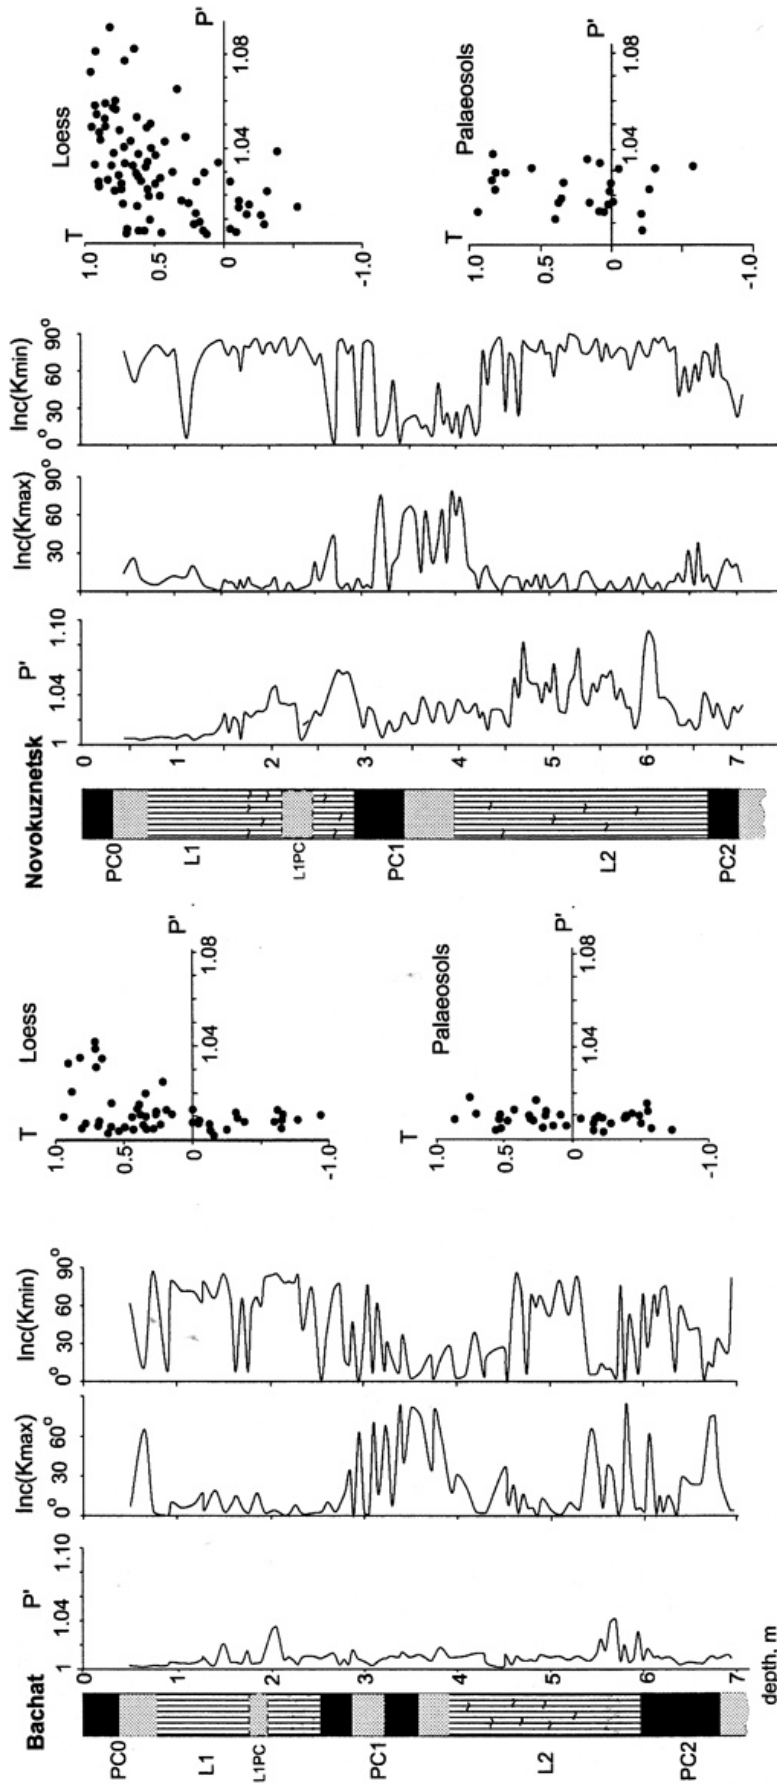 Bachat
P'
1 1.04 1.10
Inc(Kmax)
0° 30 60°
Inc(Kmin)
0° 30 60 90°
0
PC0
1
L1
L1PC
2
3
PC1
4
5
L2
6
PC2
7
depth, m
T Loess
1.0
0.5
0
-1.0
1.04 1.08 P'
T Palaeosols
1.0
0.5
0
-1.0
1.04 1.08 P'
Novokuznetsk
P'
1 1.04 1.10
Inc(Kmax)
30 60 90°
Inc(Kmin)
0° 30 60 90°
0
PC0
1
L1
2
L1PC
3
PC1
4
5
L2
6
PC2
7
T Loess
1.0
0.5
0
-1.0
1.04 1.08 P'
T Palaeosols
1.0
0.5
0
-1.0
1.04 1.08 P'